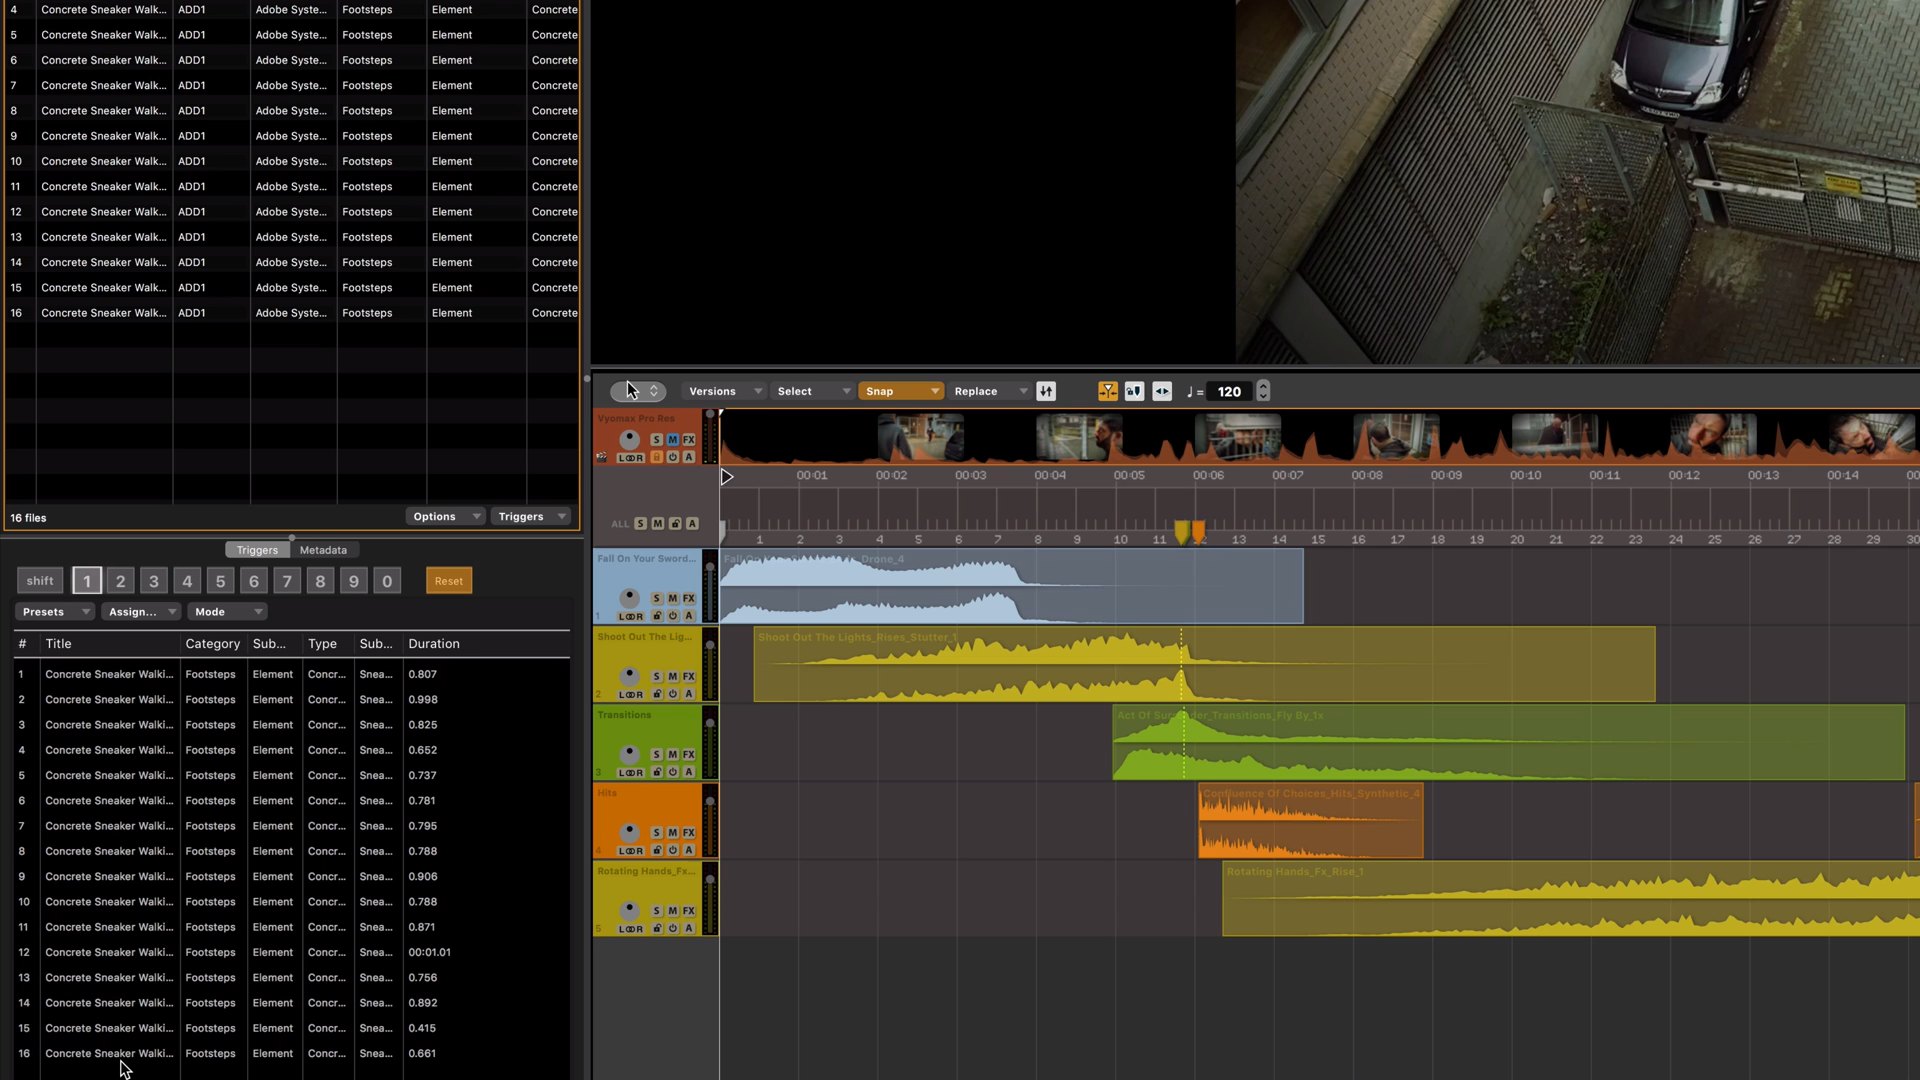 4 Concrete Sneaker Walk... ADD1 Adobe Syste... Footsteps Element Concrete
5 Concrete Sneaker Walk... ADD1 Adobe Syste... Footsteps Element Concrete
6 Concrete Sneaker Walk... ADD1 Adobe Syste... Footsteps Element Concrete
7 Concrete Sneaker Walk... ADD1 Adobe Syste... Footsteps Element Concrete
8 Concrete Sneaker Walk... ADD1 Adobe Syste... Footsteps Element Concrete
9 Concrete Sneaker Walk... ADD1 Adobe Syste... Footsteps Element Concrete
10 Concrete Sneaker Walk... ADD1 Adobe Syste... Footsteps Element Concrete
11 Concrete Sneaker Walk... ADD1 Adobe Syste... Footsteps Element Concrete
12 Concrete Sneaker Walk... ADD1 Adobe Syste... Footsteps Element Concrete
13 Concrete Sneaker Walk... ADD1 Adobe Syste... Footsteps Element Concrete
14 Concrete Sneaker Walk... ADD1 Adobe Syste... Footsteps Element Concrete
15 Concrete Sneaker Walk... ADD1 Adobe Syste... Footsteps Element Concrete
16 Concrete Sneaker Walk... ADD1 Adobe Syste... Footsteps Element Concrete
16 files Options Triggers
Triggers Metadata
shift 1 2 3 4 5 6 7 8 9 0 Reset
Presets Assign... Mode
# Title Category Sub... Type Sub... Duration
1 Concrete Sneaker Walki... Footsteps Element Concr... Snea... 0.807
2 Concrete Sneaker Walki... Footsteps Element Concr... Snea... 0.998
3 Concrete Sneaker Walki... Footsteps Element Concr... Snea... 0.825
4 Concrete Sneaker Walki... Footsteps Element Concr... Snea... 0.652
5 Concrete Sneaker Walki... Footsteps Element Concr... Snea... 0.737
6 Concrete Sneaker Walki... Footsteps Element Concr... Snea... 0.781
7 Concrete Sneaker Walki... Footsteps Element Concr... Snea... 0.795
8 Concrete Sneaker Walki... Footsteps Element Concr... Snea... 0.788
9 Concrete Sneaker Walki... Footsteps Element Concr... Snea... 0.906
10 Concrete Sneaker Walki... Footsteps Element Concr... Snea... 0.788
11 Concrete Sneaker Walki... Footsteps Element Concr... Snea... 0.871
12 Concrete Sneaker Walki... Footsteps Element Concr... Snea... 00:01.01
13 Concrete Sneaker Walki... Footsteps Element Concr... Snea... 0.756
14 Concrete Sneaker Walki... Footsteps Element Concr... Snea... 0.892
15 Concrete Sneaker Walki... Footsteps Element Concr... Snea... 0.415
16 Concrete Sneaker Walki... Footsteps Element Concr... Snea... 0.661
Versions Select Snap Replace = 120
Vyomax Pro Res
S M FX
A
00:01 00:02 00:03 00:04 00:05 00:06 00:07 00:08 00:09 00:10 00:11 00:12 00:13 00:14 00
ALL S M A
1 2 3 4 5 6 7 8 9 10 11 12 13 14 15 16 17 18 19 20 21 22 23 24 25 26 27 28 29 30
Fall On Your Sword... Drone_4
S M FX
1 A
Shoot Out The Lig... Shoot Out The Lights_Rises_Stutter_1
S M FX
2 A
Transitions Act Of Surrender_Transitions_Fly By_1x
S M FX
3 A
Hits Confluence Of Choices_Hits_Synthetic_4
S M FX
4 A
Rotating Hands_Fx... Rotating Hands_Fx_Rise_1
S M FX
5 A